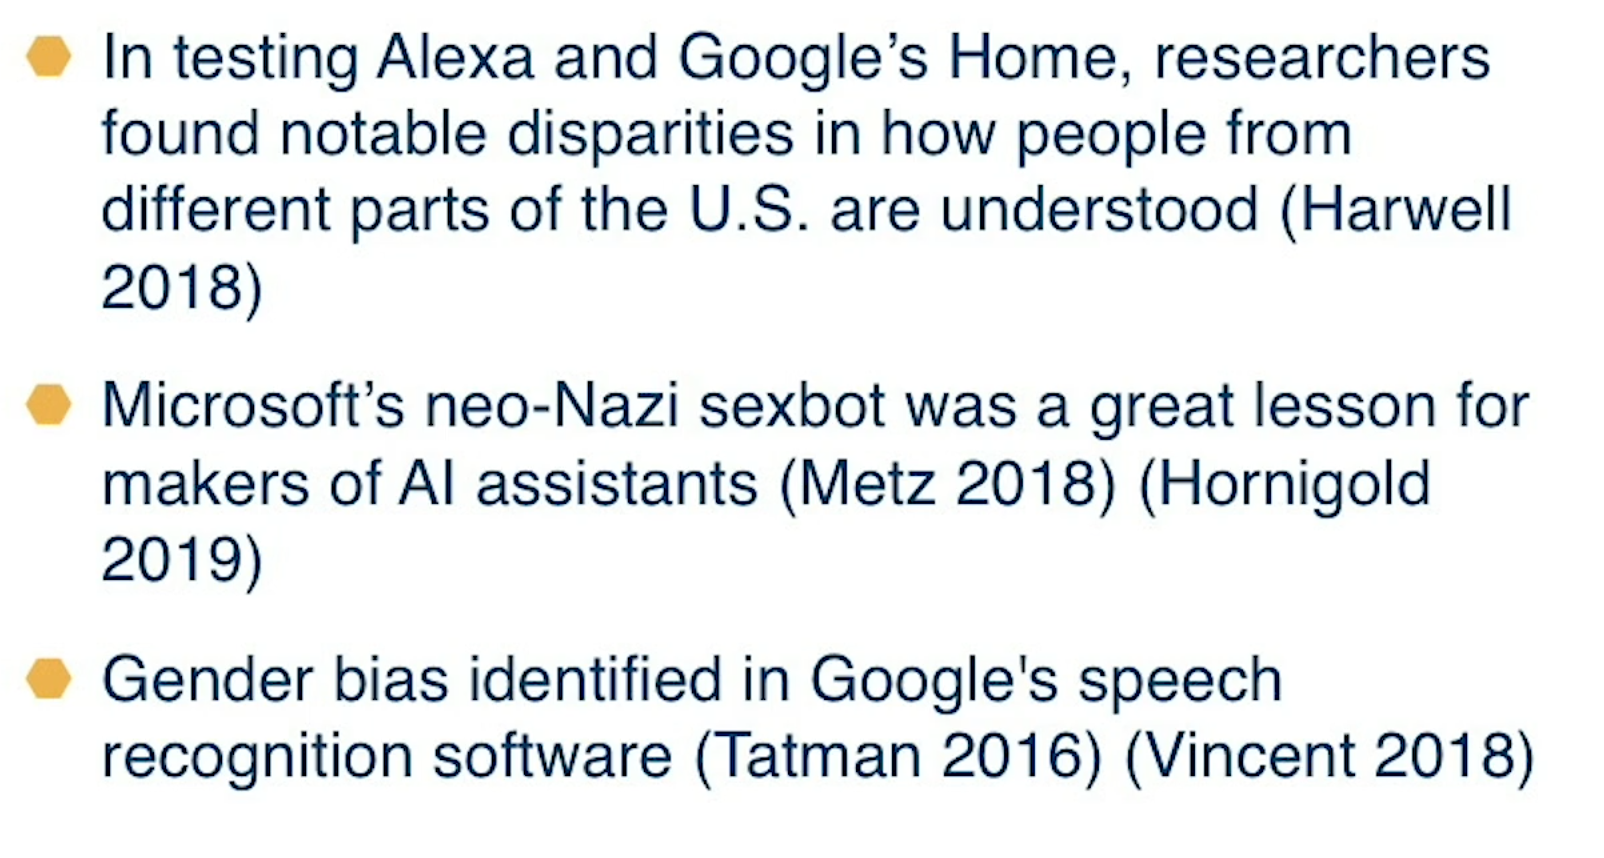 In testing Alexa and Google’s Home, researchers
found notable disparities in how people from
different parts of the U.S. are understood (Harwell
2018)
Microsoft’s neo-Nazi sexbot was a great lesson for
makers of AI assistants (Metz 2018) (Hornigold
2019)
Gender bias identified in Google's speech
recognition software (Tatman 2016) (Vincent 2018)